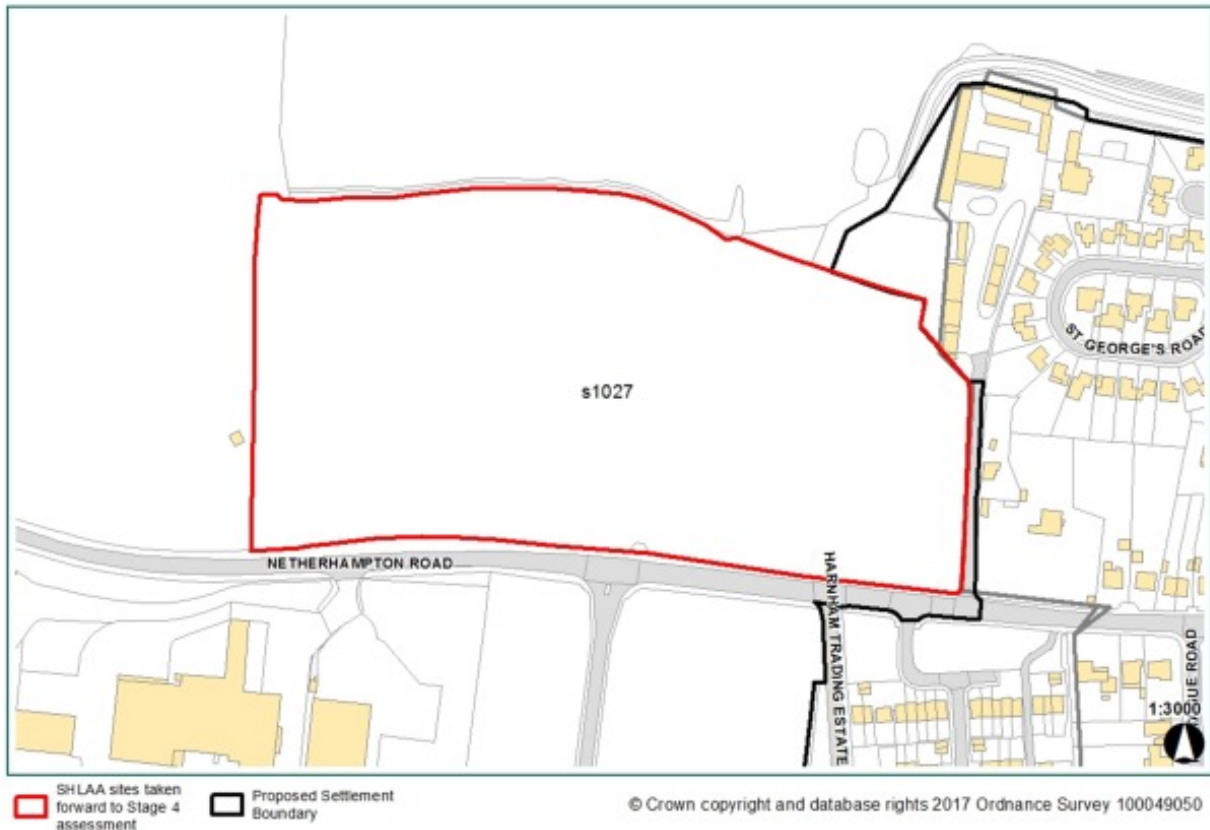 s1027
ST GEORGE'S ROAD
NETHERHAMPTON ROAD
HARNHAM TRADING ESTATE
ROAD
1:3000
SHLAA sites taken
forward to Stage 4
assessment
Proposed Settlement
Boundary
© Crown copyright and database rights 2017 Ordnance Survey 100049050